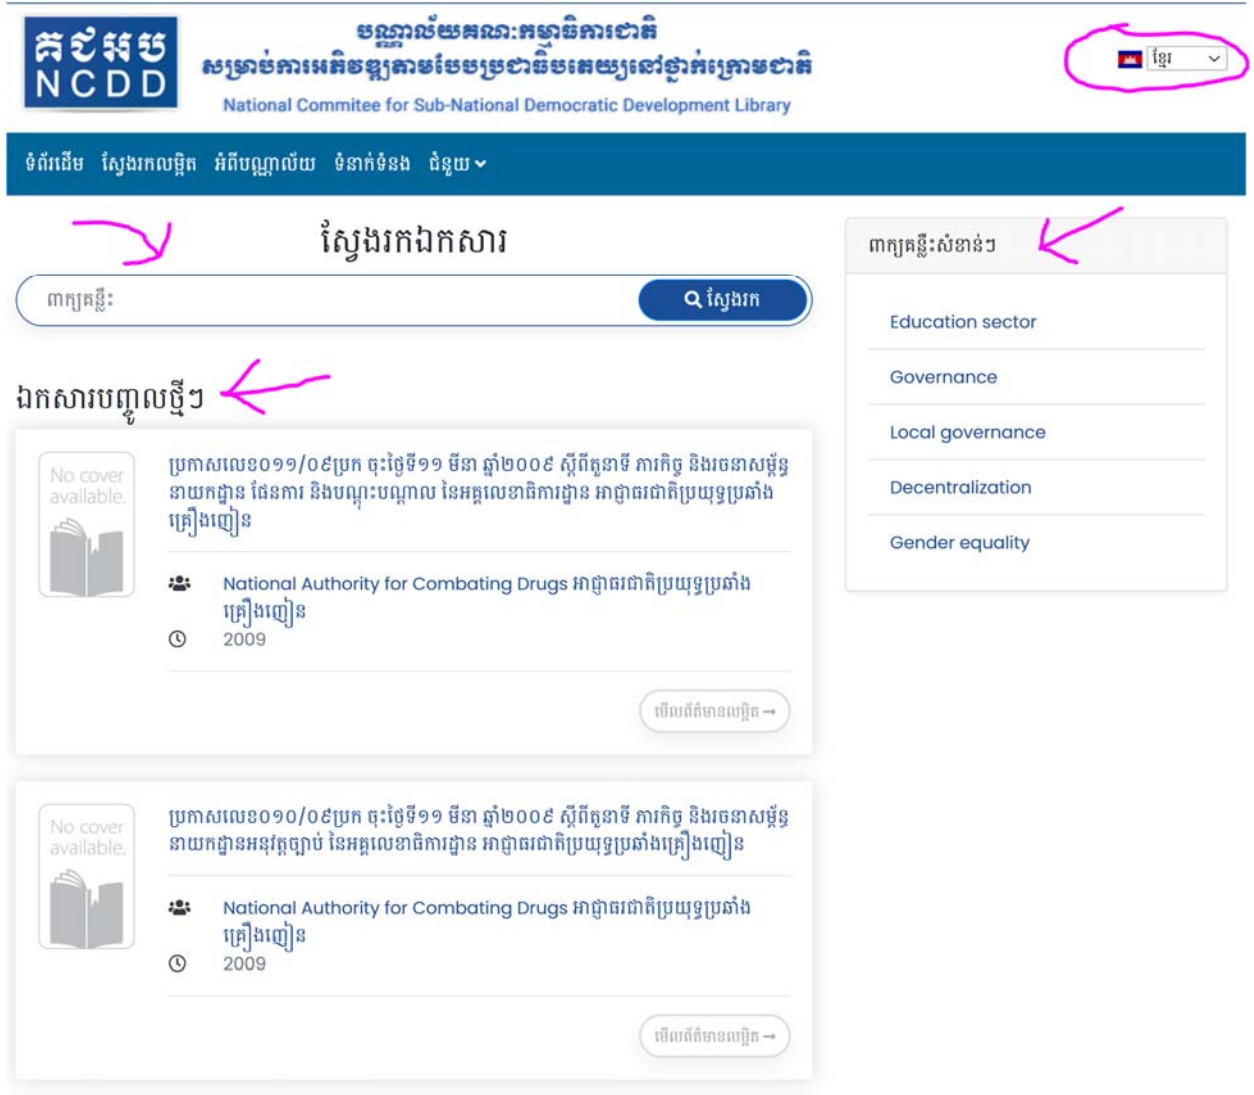 គជអប
NCDD
បណ្ណាល័យគណៈកម្មាធិការជាតិ
សម្រាប់ការអភិវឌ្ឍតាមបែបប្រជាធិបតេយ្យនៅថ្នាក់ក្រោមជាតិ
National Commitee for Sub-National Democratic Development Library
ខ្មែរ
ទំព័រដើម ស្វែងរកលម្អិត អំពីបណ្ណាល័យ ទំនាក់ទំនង ជំនួយ
ស្វែងរកឯកសារ
ពាក្យគន្លឹះ
ស្វែងរក
ឯកសារបញ្ចូលថ្មីៗ
No cover
available.
ប្រកាសលេខ០១១/០៩ប្រក ចុះថ្ងៃទី១១ មីនា ឆ្នាំ២០០៩ ស្តីពីតួនាទី ភារកិច្ច និងរចនាសម្ព័ន្ធ
នាយកដ្ឋាន ផែនការ និងបណ្តុះបណ្តាល នៃអគ្គលេខាធិការដ្ឋាន អាជ្ញាធរជាតិប្រយុទ្ធប្រឆាំង
គ្រឿងញៀន
National Authority for Combating Drugs អាជ្ញាធរជាតិប្រយុទ្ធប្រឆាំង
គ្រឿងញៀន
2009
មើលព័ត៌មានលម្អិត
No cover
available.
ប្រកាសលេខ០១០/០៩ប្រក ចុះថ្ងៃទី១១ មីនា ឆ្នាំ២០០៩ ស្តីពីតួនាទី ភារកិច្ច និងរចនាសម្ព័ន្ធ
នាយកដ្ឋានអនុវត្តច្បាប់ នៃអគ្គលេខាធិការដ្ឋាន អាជ្ញាធរជាតិប្រយុទ្ធប្រឆាំងគ្រឿងញៀន
National Authority for Combating Drugs អាជ្ញាធរជាតិប្រយុទ្ធប្រឆាំង
គ្រឿងញៀន
2009
មើលព័ត៌មានលម្អិត
ពាក្យគន្លឹះសំខាន់ៗ
Education sector
Governance
Local governance
Decentralization
Gender equality